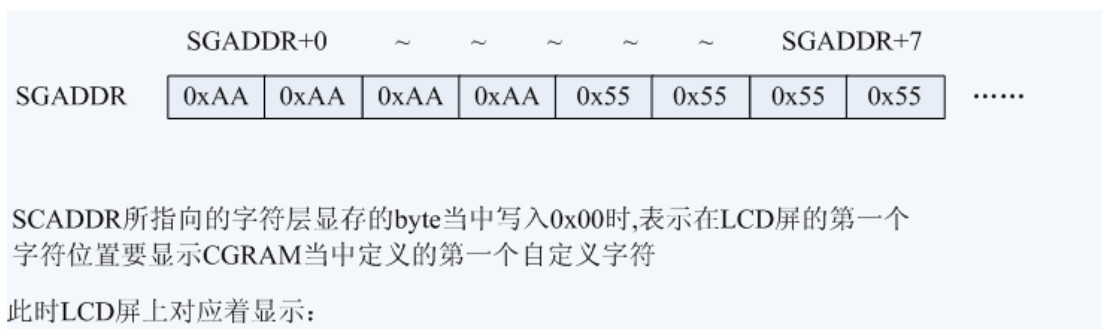 SGADDR+0 ~ ~ ~ ~ ~ SGADDR+7
SGADDR 0xAA 0xAA 0xAA 0xAA 0x55 0x55 0x55 0x55 ……
SCADDR所指向的字符层显存的byte当中写入0x00时,表示在LCD屏的第一个
字符位置要显示CGRAM当中定义的第一个自定义字符
此时LCD屏上对应着显示：